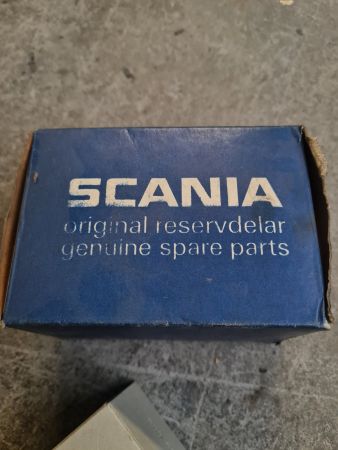 SCANIA
original reservdelar
genuine spare parts